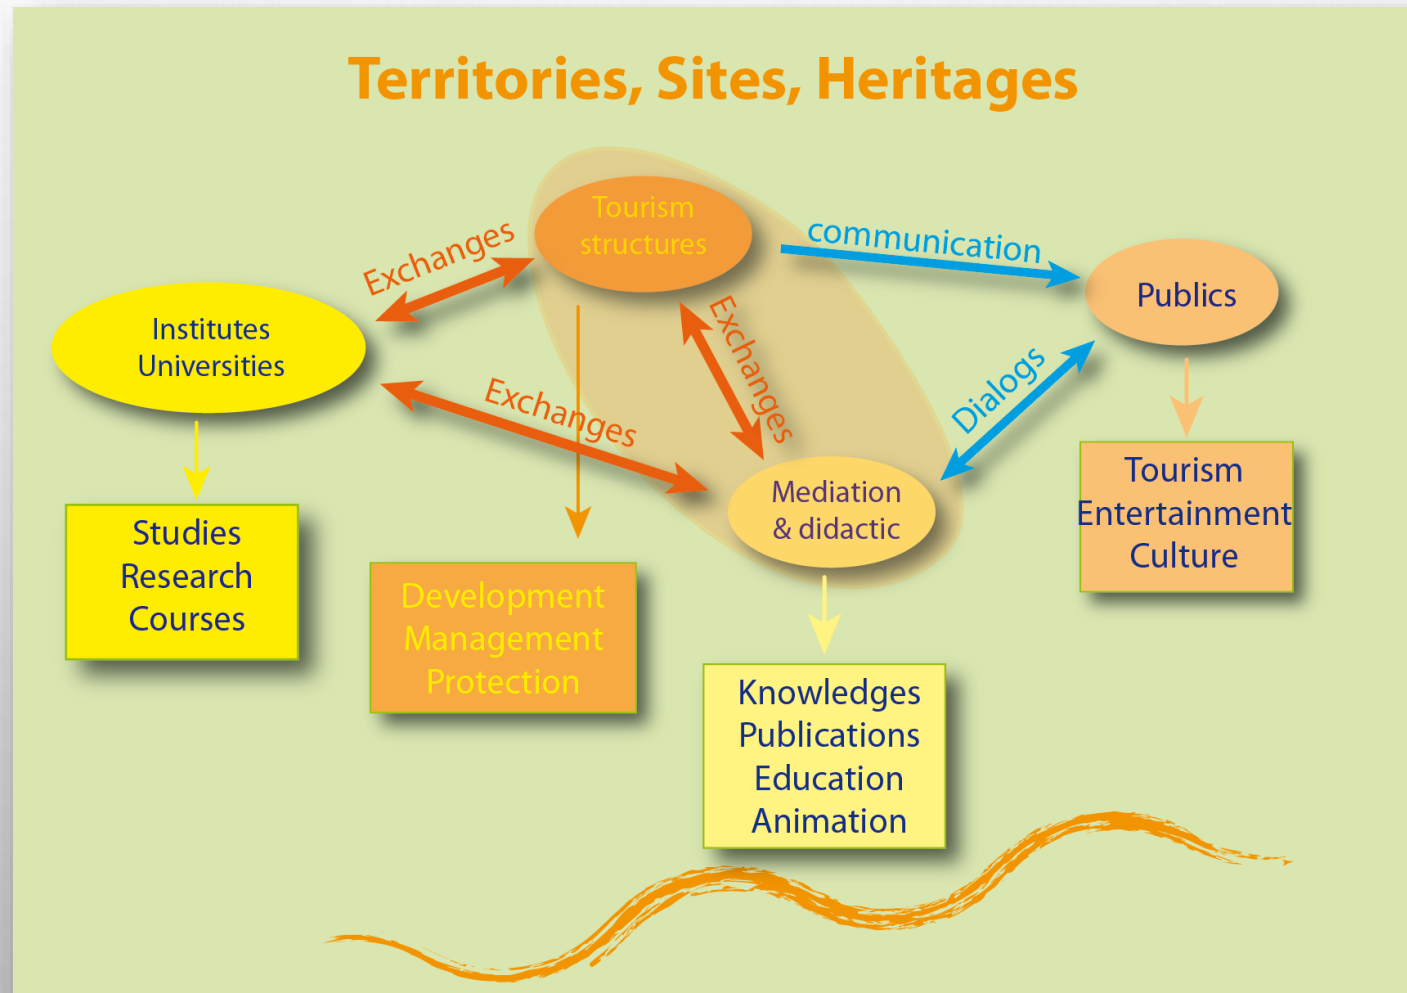 Territories, Sites, Heritages
Tourism
structures
Exchanges
communication
Publics
Institutes
Universities
Exchanges
Exchanges
Dialogs
Mediation
& didactic
Tourism
Entertainment
Culture
Studies
Research
Courses
Development
Management
Protection
Knowledges
Publications
Education
Animation